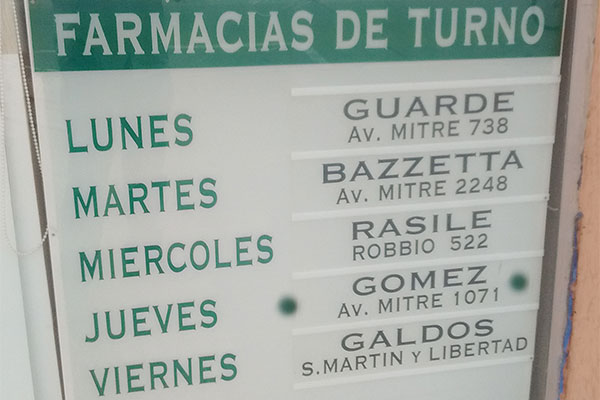 FARMACIAS DE TURNO
LUNES
GUARDE
AV. MITRE 738
MARTES
BAZZETTA
AV. MITRE 2248
MIERCOLES
RASILE
ROBBIO 522
JUEVES
GOMEZ
AV. MITRE 1071
VIERNES
GALDOS
S.MARTIN Y LIBERTAD